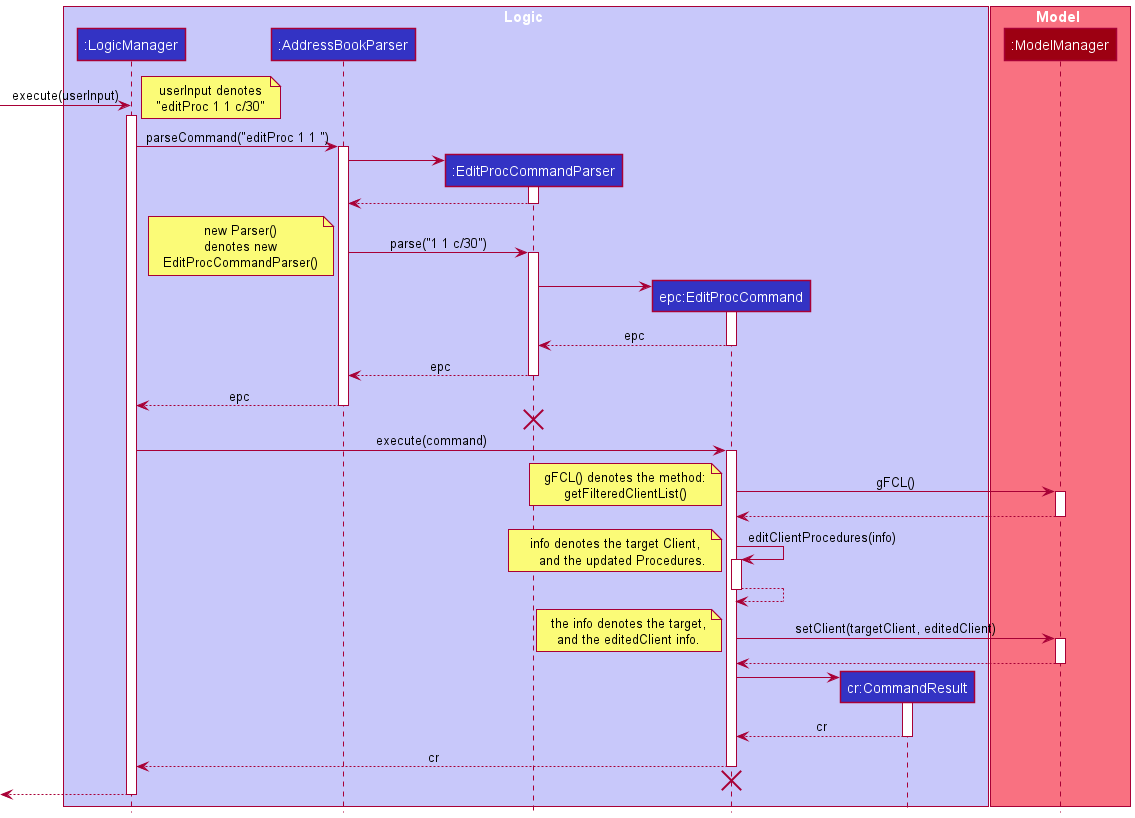 Logic
Model
:LogicManager
:AddressBookParser
:ModelManager
execute(userInput)
userInput denotes
"editProc 1 1 c/30"
parseCommand("editProc 1 1 ")
:EditProcCommandParser
new Parser()
denotes new
EditProcCommandParser()
parse("1 1 c/30")
epc:EditProcCommand
epc
epc
epc
execute(command)
gFCL() denotes the method:
getFilteredClientList()
gFCL()
info denotes the target Client,
and the updated Procedures.
editClientProcedures(info)
the info denotes the target,
and the editedClient info.
setClient(targetClient, editedClient)
cr:CommandResult
cr
cr